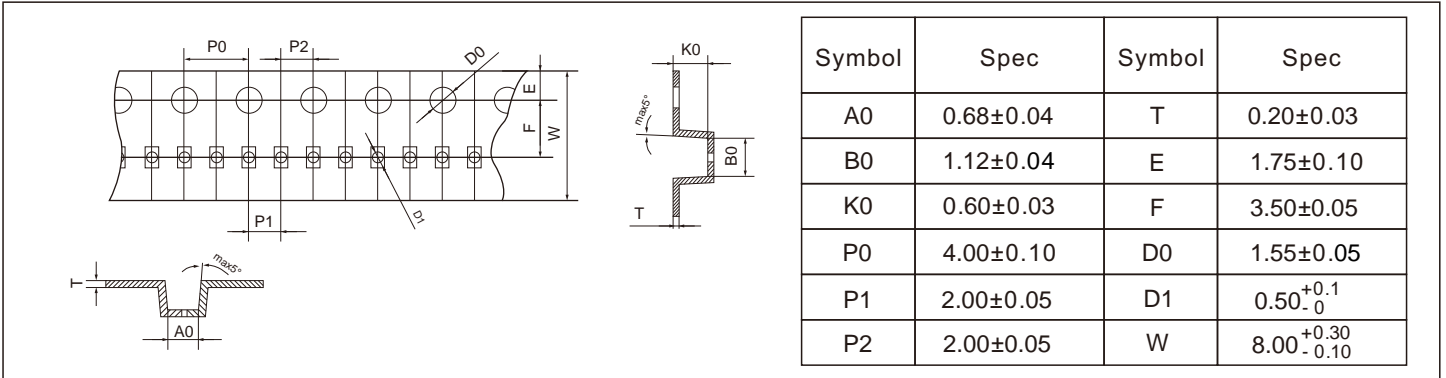 P0 P2 D0
E
F
W
D1
P1
K0
max5°
B0
T
max5°
T
A0
Symbol Spec Symbol Spec
A0 0.68±0.04 T 0.20±0.03
B0 1.12±0.04 E 1.75±0.10
K0 0.60±0.03 F 3.50±0.05
P0 4.00±0.10 D0 1.55±0.05
P1 2.00±0.05 D1 0.50+0.1 - 0
P2 2.00±0.05 W 8.00+0.30 - 0.10